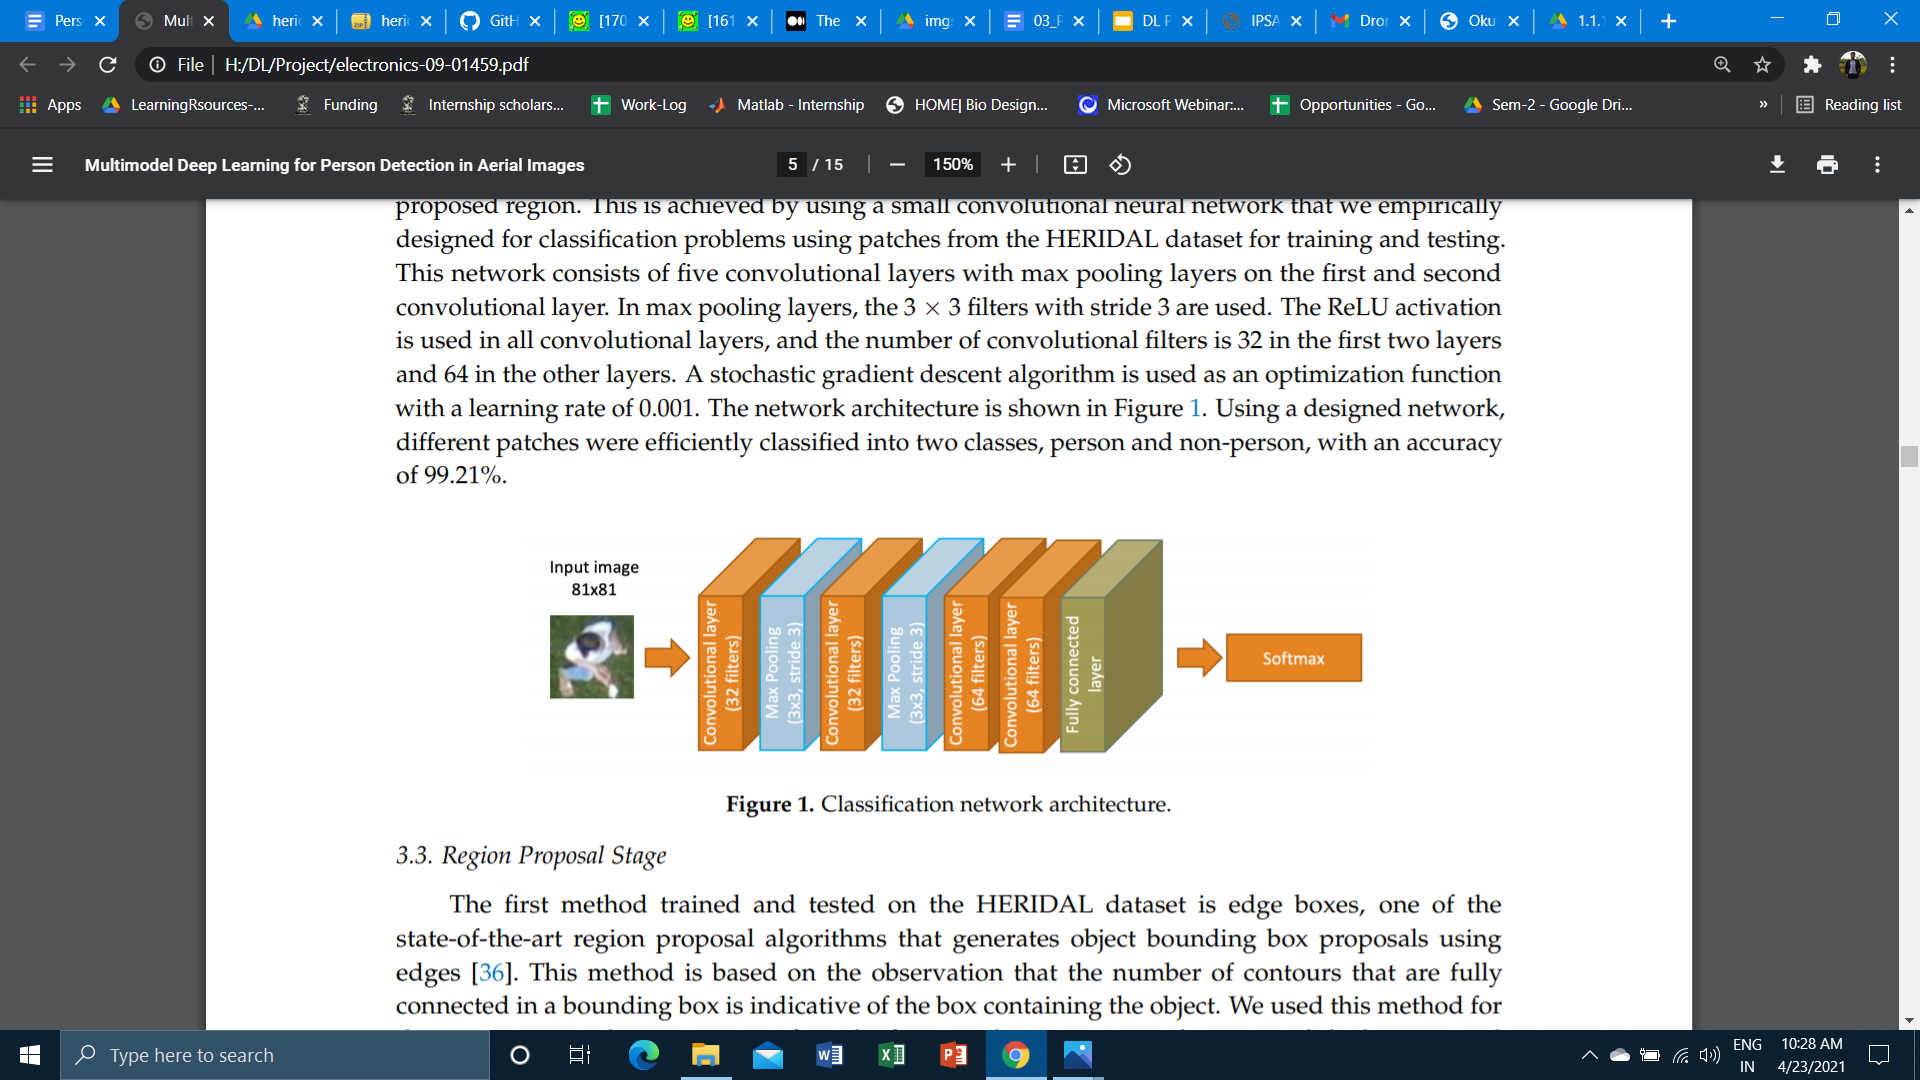 Pers
Mult
heri
heri
GitH
[170
[161
The
img
03_F
DL P
IPSA
Dror
Oku
1.1.1
File | H:/DL/Project/electronics-09-01459.pdf
Apps
LearningRsources-...
Funding
Internship scholars...
Work-Log
Matlab - Internship
HOME| Bio Design...
Microsoft Webinar:...
Opportunities - Go...
Sem-2 - Google Dri...
»
Reading list
Multimodel Deep Learning for Person Detection in Aerial Images
5 / 15
150%
proposed region. This is achieved by using a small convolutional neural network that we empirically
designed for classification problems using patches from the HERIDAL dataset for training and testing.
This network consists of five convolutional layers with max pooling layers on the first and second
convolutional layer. In max pooling layers, the 3 × 3 filters with stride 3 are used. The ReLU activation
is used in all convolutional layers, and the number of convolutional filters is 32 in the first two layers
and 64 in the other layers. A stochastic gradient descent algorithm is used as an optimization function
with a learning rate of 0.001. The network architecture is shown in Figure 1. Using a designed network,
different patches were efficiently classified into two classes, person and non-person, with an accuracy
of 99.21%.
Input image
81x81
Convolutional layer
(32 filters)
Max Pooling
(3x3, stride 3)
Convolutional layer
(32 filters)
Max Pooling
(3x3, stride 3)
Convolutional layer
(64 filters)
Convolutional layer
(64 filters)
Fully connected
layer
Softmax
Figure 1. Classification network architecture.
3.3. Region Proposal Stage
The first method trained and tested on the HERIDAL dataset is edge boxes, one of the
state-of-the-art region proposal algorithms that generates object bounding box proposals using
edges [36]. This method is based on the observation that the number of contours that are fully
connected in a bounding box is indicative of the box containing the object. We used this method for
Type here to search
ENG
IN
10:28 AM
4/23/2021